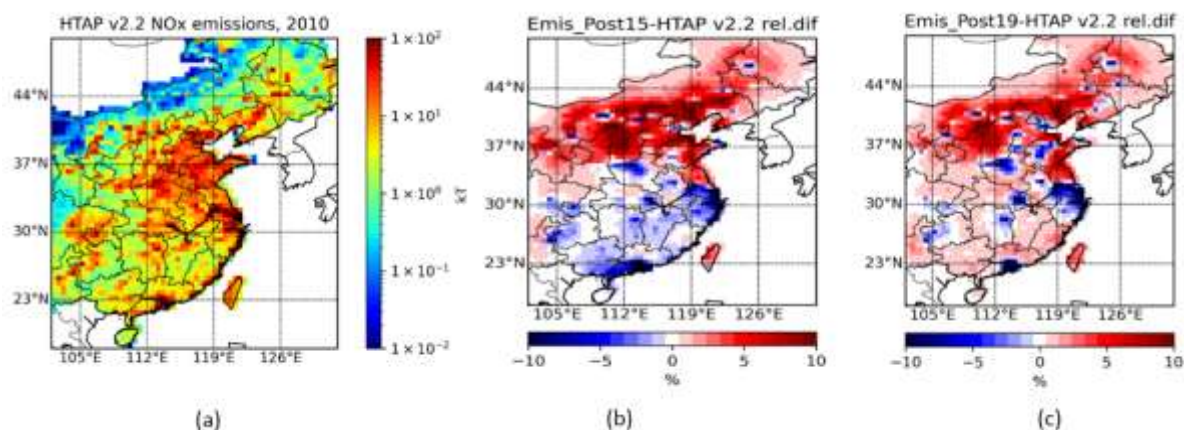 HTAP v2.2 NOx emissions, 2010
44°N
37°N
30°N
23°N
105°E 112°E 119°E 126°E
1 × 10²
1 × 10¹
1 × 10⁰
1 × 10⁻¹
1 × 10⁻²
kT
(a)
Emis_Post15-HTAP v2.2 rel.dif
44°N
37°N
30°N
23°N
105°E 112°E 119°E 126°E
−10 −5 0 5 10
%
(b)
Emis_Post19-HTAP v2.2 rel.dif
44°N
37°N
30°N
23°N
105°E 112°E 119°E 126°E
−10 −5 0 5 10
%
(c)